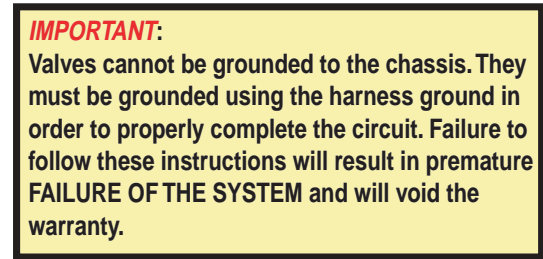 IMPORTANT:
Valves cannot be grounded to the chassis. They
must be grounded using the harness ground in
order to properly complete the circuit. Failure to
follow these instructions will result in premature
FAILURE OF THE SYSTEM and will void the
warranty.